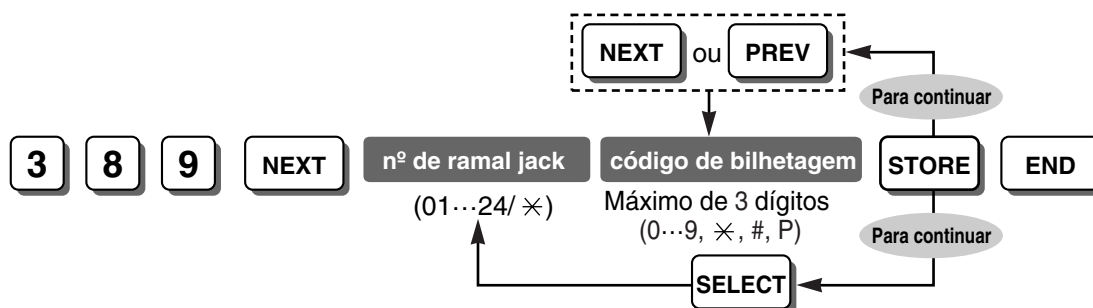 NEXT ou PREV
Para continuar
3 8 9 NEXT nº de ramal jack código de bilhetagem STORE END
(01···24/ ✳) Máximo de 3 dígitos
(0···9, ✳, #, P)
Para continuar
SELECT